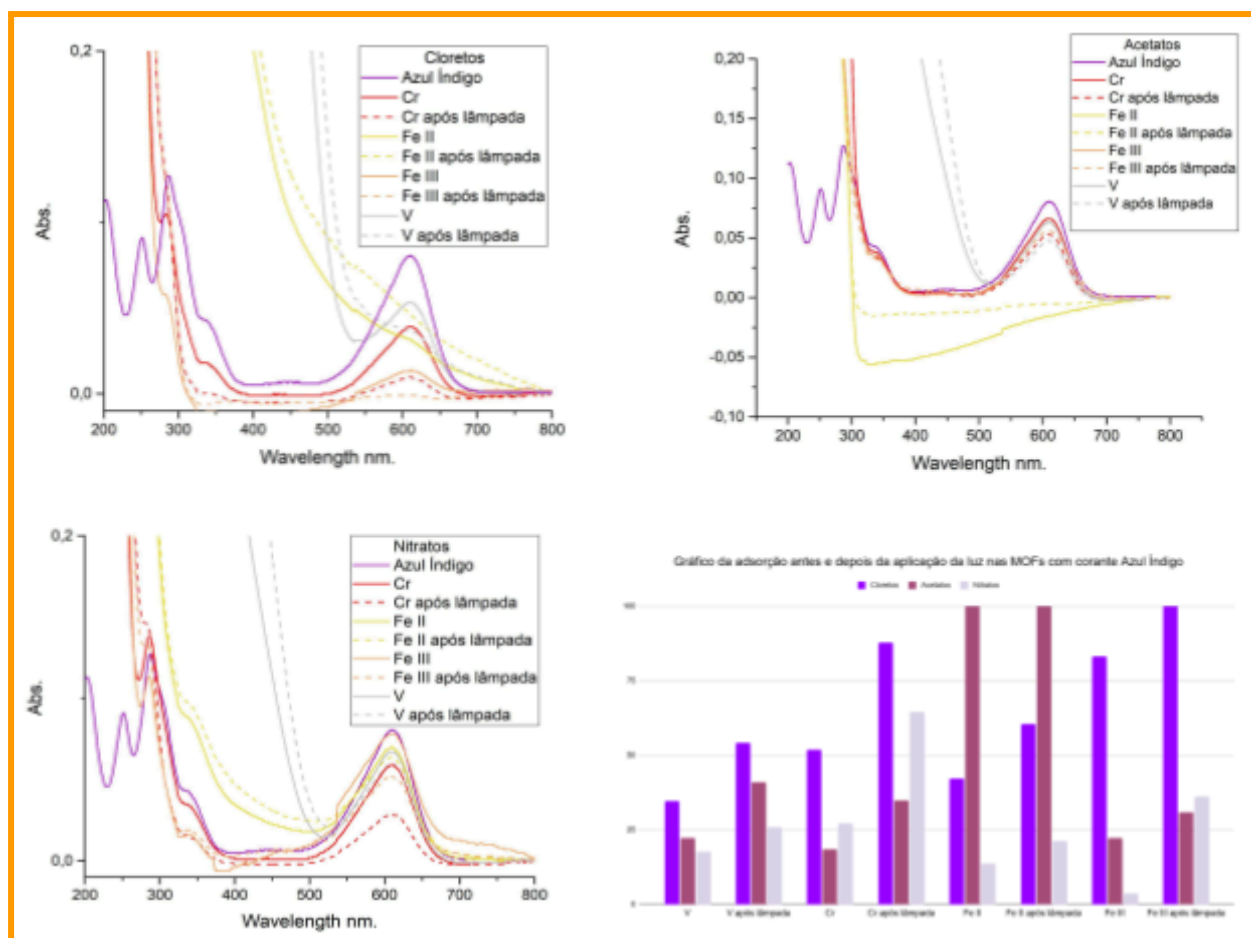 0,2
0,0
Abs.
200 300 400 500 600 700 800
Wavelength nm.
Cloretos
Azul Índigo
Cr
Cr após lâmpada
Fe II
Fe II após lâmpada
Fe III
Fe III após lâmpada
V
V após lâmpada
0,20
0,15
0,10
0,05
0,00
-0,05
-0,10
Abs.
200 300 400 500 600 700 800
Wavelength nm.
Acetatos
Azul Índigo
Cr
Cr após lâmpada
Fe II
Fe II após lâmpada
Fe III
Fe III após lâmpada
V
V após lâmpada
0,2
0,0
Abs.
200 300 400 500 600 700 800
Wavelength nm.
Nitratos
Azul Índigo
Cr
Cr após lâmpada
Fe II
Fe II após lâmpada
Fe III
Fe III após lâmpada
V
V após lâmpada
Gráfico da adsorção antes e depois da aplicação da luz nas MOFs com corante Azul Índigo
Cloretos Acetatos Nitratos
100
75
50
25
0
V V após lâmpada Cr Cr após lâmpada Fe II Fe II após lâmpada Fe III Fe III após lâmpada